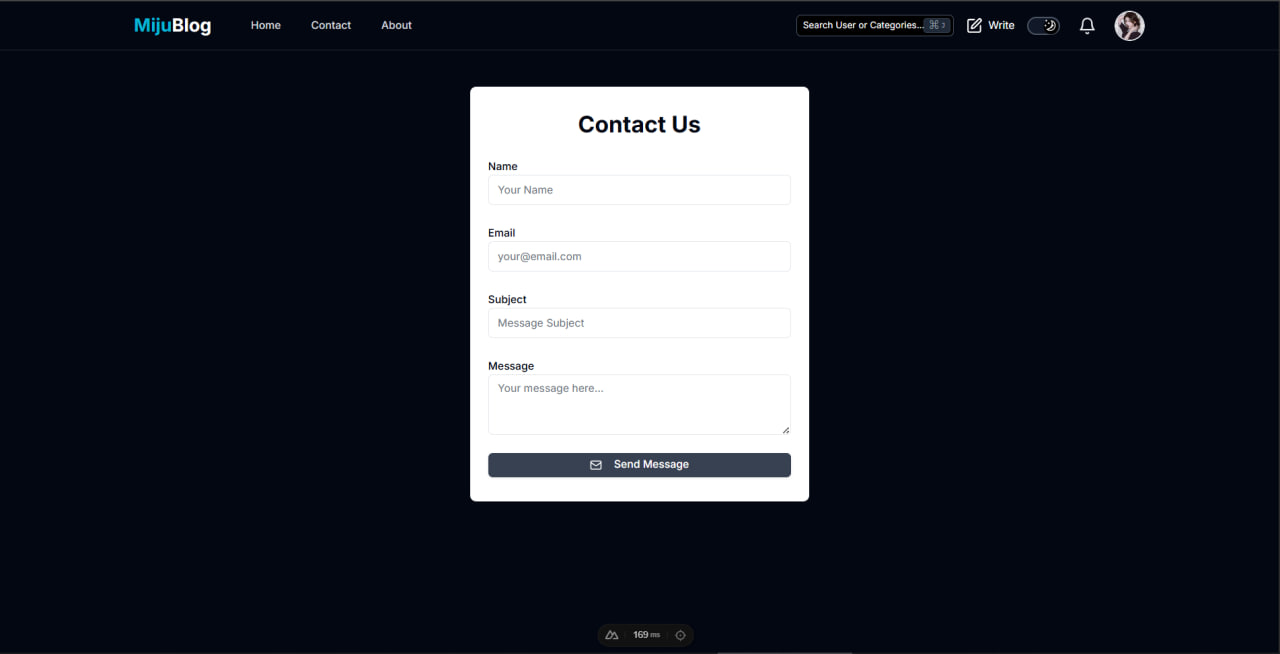 MijuBlog Home Contact About Search User or Categories... ⌘ J Write
Contact Us
Name
Your Name
Email
your@email.com
Subject
Message Subject
Message
Your message here...
Send Message
169 ms